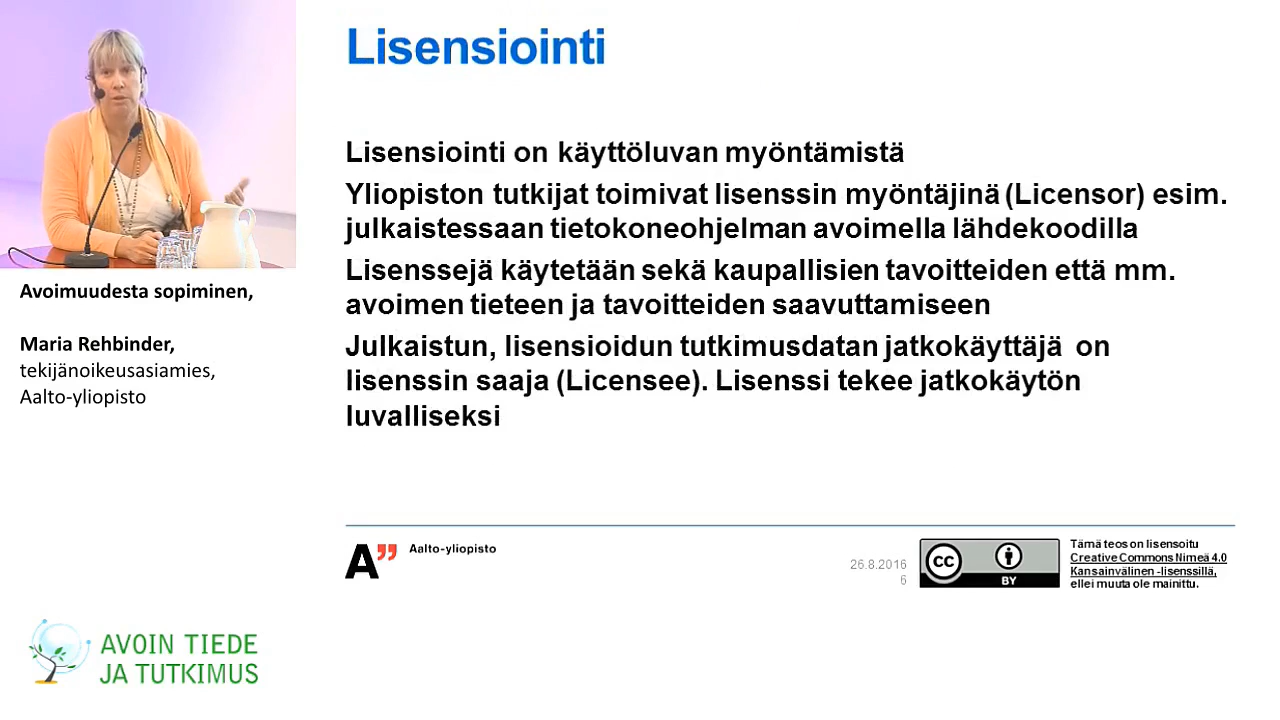 Lisensiointi
Lisensiointi on käyttöluvan myöntämistä
Yliopiston tutkijat toimivat lisenssin myöntäjinä (Licensor) esim.
julkaistessaan tietokoneohjelman avoimella lähdekoodilla
Lisenssejä käytetään sekä kaupallisien tavoitteiden että mm.
avoimen tieteen ja tavoitteiden saavuttamiseen
Julkaistun, lisensioidun tutkimusdatan jatkokäyttäjä on
lisenssin saaja (Licensee). Lisenssi tekee jatkokäytön
luvalliseksi
Avoimuudesta sopiminen,
Maria Rehbinder,
tekijänoikeusasiamies,
Aalto-yliopisto
A”
Aalto-yliopisto
26.8.2016
6
CC
BY
Tämä teos on lisensoitu
Creative Commons Nimeä 4.0
Kansainvälinen -lisenssillä,
ellei muuta ole mainittu.
AVOIN TIEDE
JA TUTKIMUS